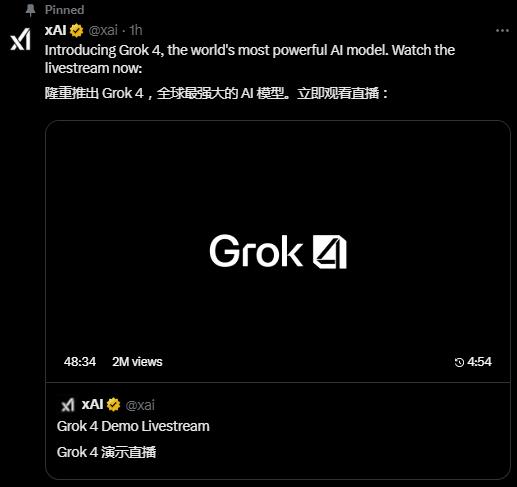 Pinned
xAI @xai · 1h
Introducing Grok 4, the world's most powerful AI model. Watch the
livestream now:
隆重推出 Grok 4，全球最强大的 AI 模型。立即观看直播：
Grok 4
48:34 2M views 4:54
xAI @xai
Grok 4 Demo Livestream
Grok 4 演示直播